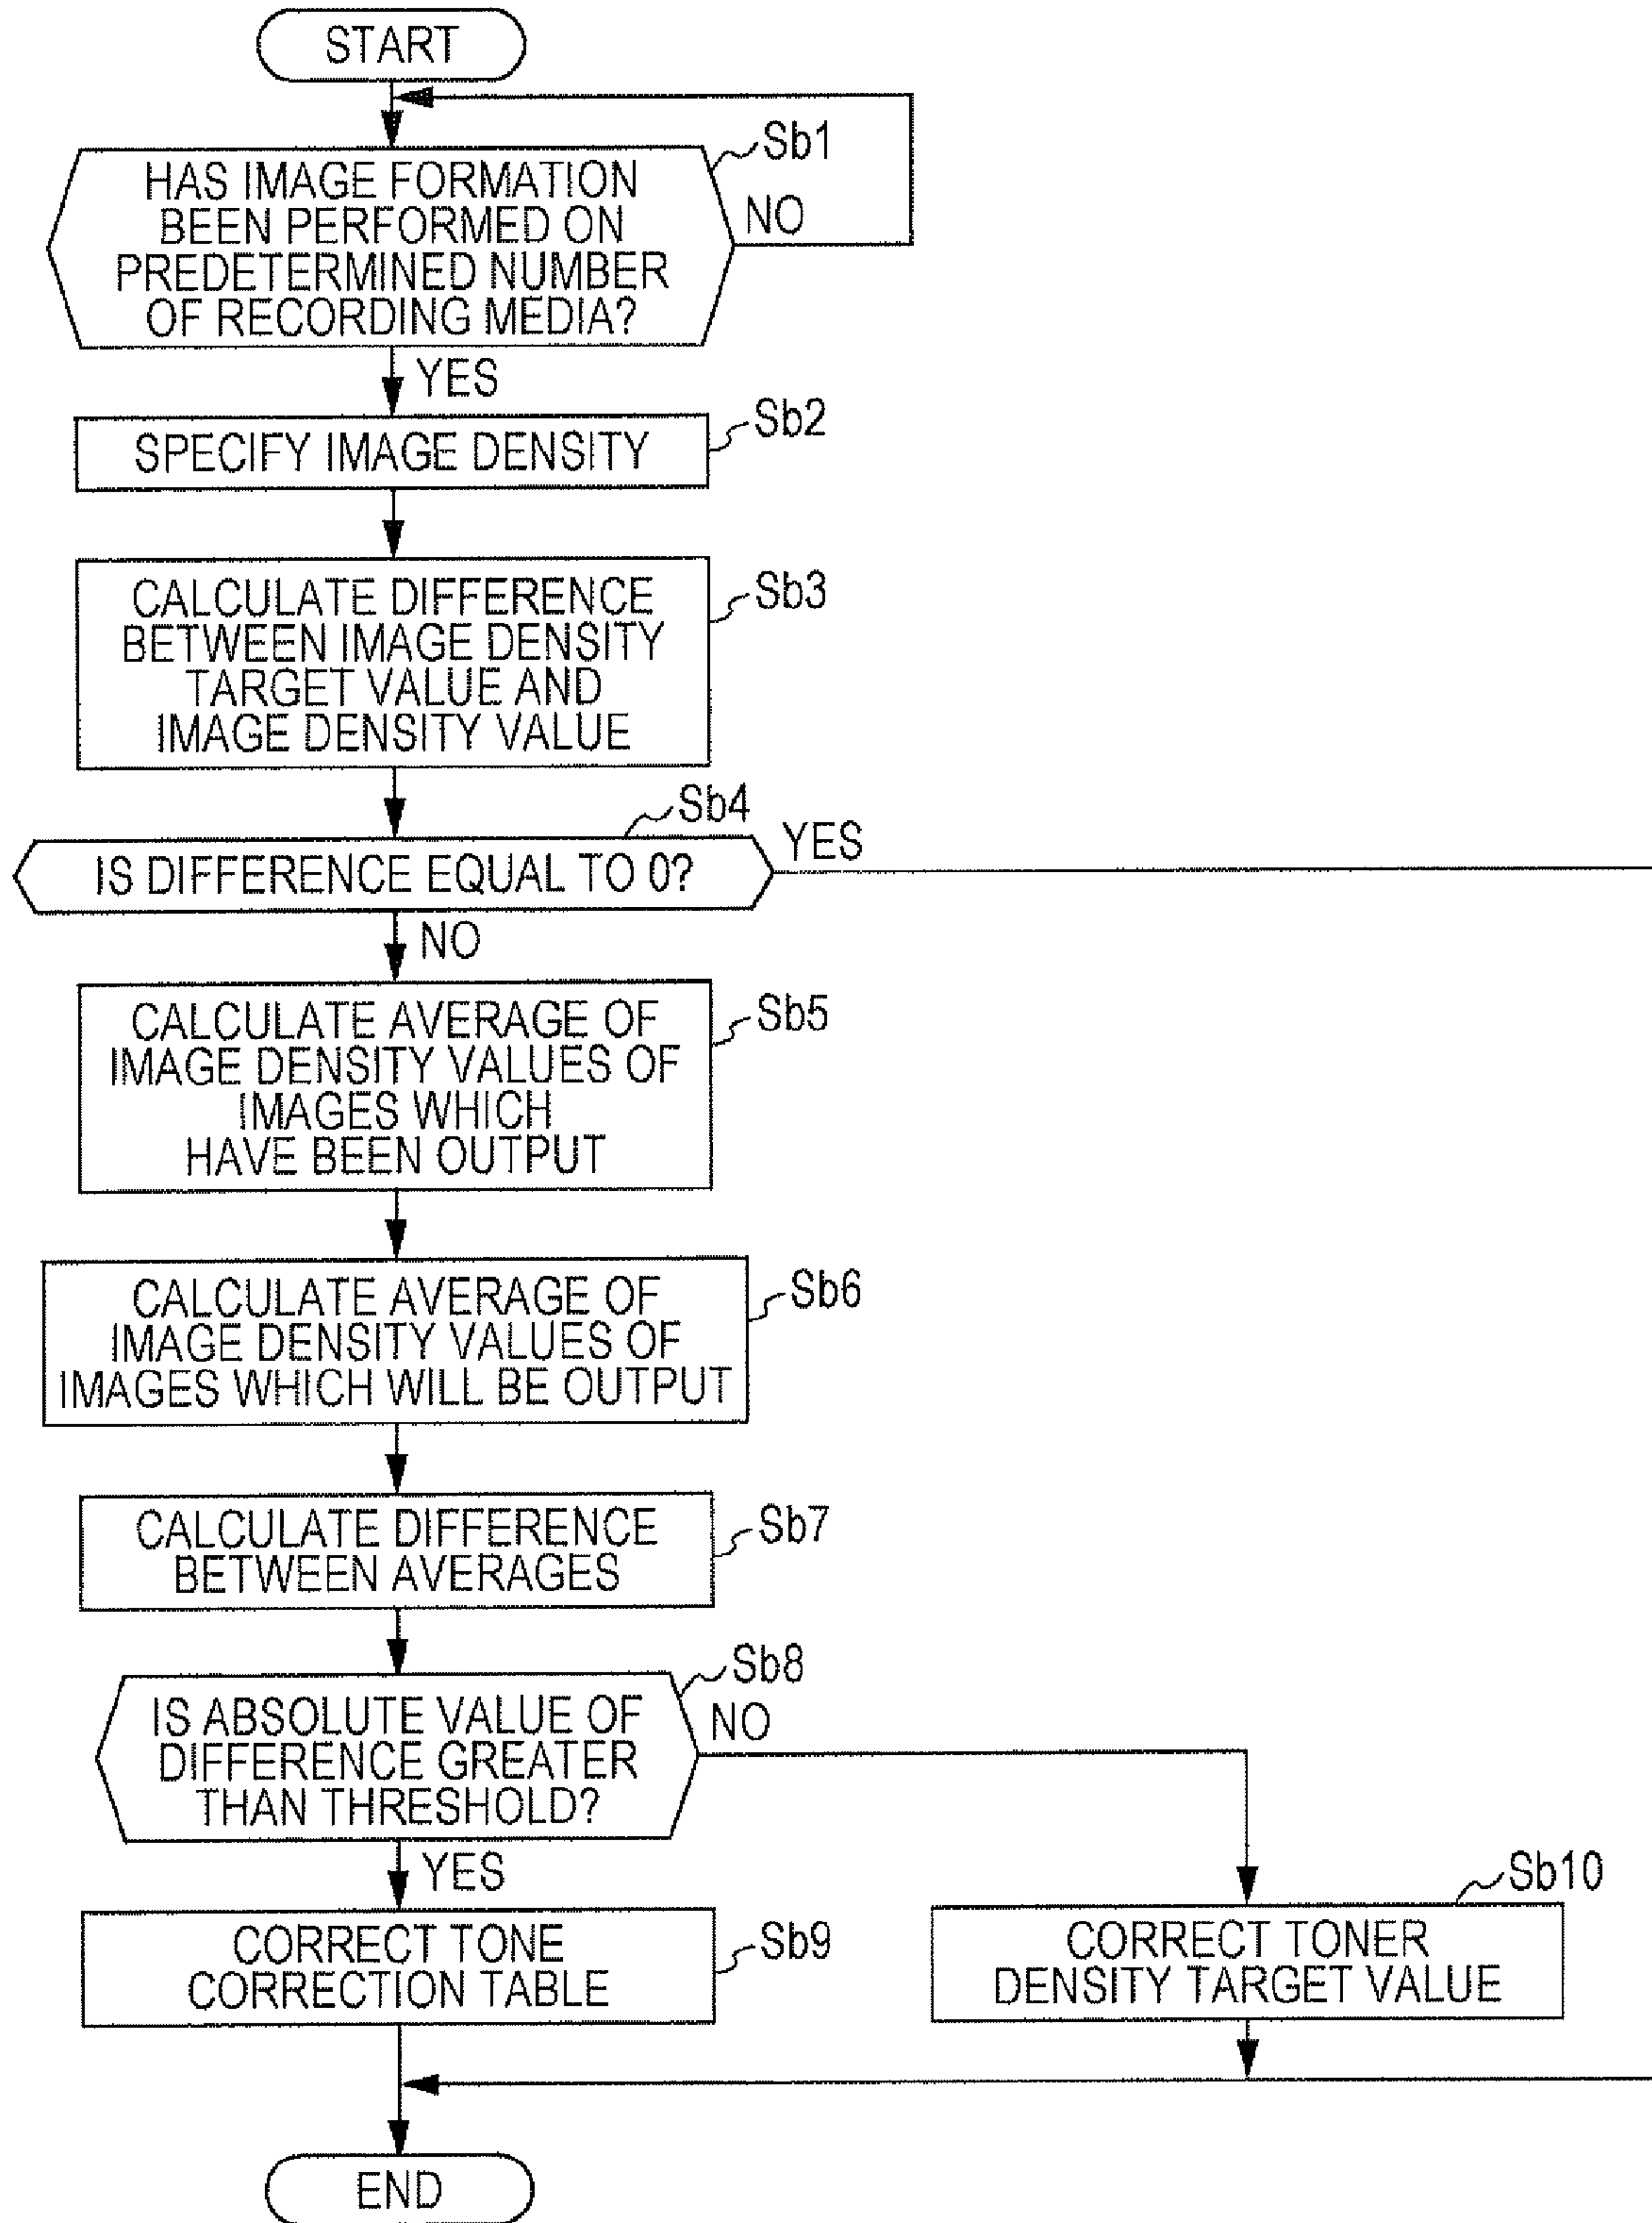 START
Sb1
HAS IMAGE FORMATION
BEEN PERFORMED ON
PREDETERMINED NUMBER
OF RECORDING MEDIA?
NO
YES
Sb2
SPECIFY IMAGE DENSITY
Sb3
CALCULATE DIFFERENCE
BETWEEN IMAGE DENSITY
TARGET VALUE AND
IMAGE DENSITY VALUE
Sb4
IS DIFFERENCE EQUAL TO 0?
YES
NO
Sb5
CALCULATE AVERAGE OF
IMAGE DENSITY VALUES OF
IMAGES WHICH
HAVE BEEN OUTPUT
Sb6
CALCULATE AVERAGE OF
IMAGE DENSITY VALUES OF
IMAGES WHICH WILL BE OUTPUT
Sb7
CALCULATE DIFFERENCE
BETWEEN AVERAGES
Sb8
IS ABSOLUTE VALUE OF
DIFFERENCE GREATER
THAN THRESHOLD?
NO
YES
Sb9
CORRECT TONE
CORRECTION TABLE
Sb10
CORRECT TONER
DENSITY TARGET VALUE
END